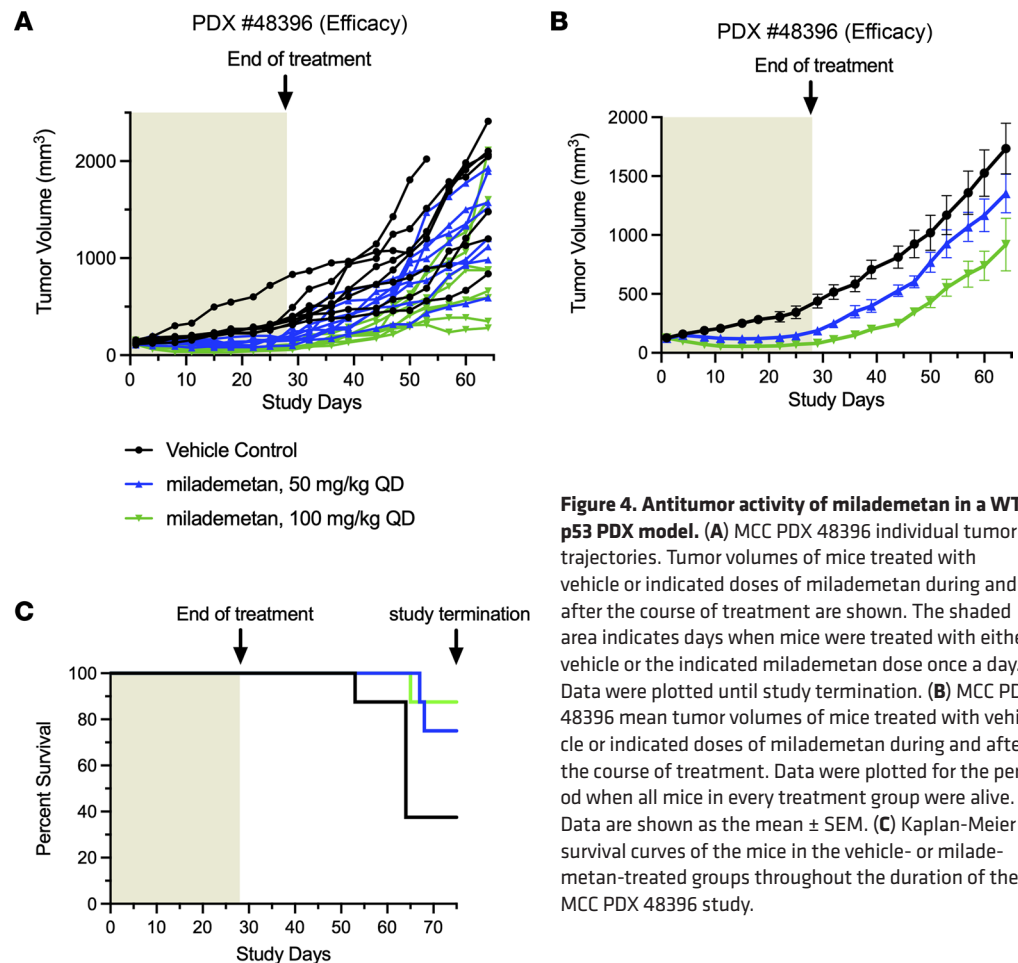 A
PDX #48396 (Efficacy)
End of treatment
Tumor Volume (mm³)
2000
1000
0
0 10 20 30 40 50 60
Study Days
B
PDX #48396 (Efficacy)
End of treatment
Tumor Volume (mm³)
2000
1500
1000
500
0
0 10 20 30 40 50 60
Study Days
Vehicle Control
milademetan, 50 mg/kg QD
milademetan, 100 mg/kg QD
C
End of treatment
study termination
Percent Survival
100
80
60
40
20
0
0 10 20 30 40 50 60 70
Study Days
Figure 4. Antitumor activity of milademetan in a WT
p53 PDX model. (A) MCC PDX 48396 individual tumor
trajectories. Tumor volumes of mice treated with
vehicle or indicated doses of milademetan during and
after the course of treatment are shown. The shaded
area indicates days when mice were treated with
vehicle or the indicated milademetan dose once a day.
Data were plotted until study termination. (B) MCC
48396 mean tumor volumes of mice treated with vehi
cle or indicated doses of milademetan during and afte
the course of treatment. Data were plotted for the per
od when all mice in every treatment group were alive.
Data are shown as the mean ± SEM. (C) Kaplan-Meier
survival curves of the mice in the vehicle- or milade-
metan-treated groups throughout the duration of the
MCC PDX 48396 study.